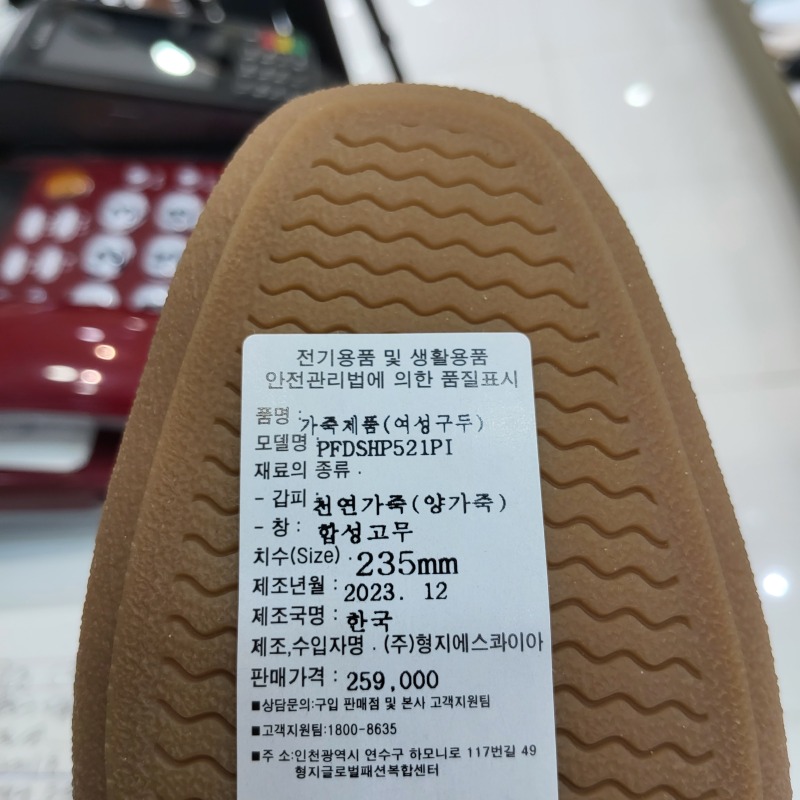 전기용품 및 생활용품
안전관리법에 의한 품질표시
품명 : 가죽제품(여성구두)
모델명 : PFDSHP521PI
재료의 종류 .
- 갑피 : 천연가죽(양가죽)
- 창 : 합성고무
치수(Size) . 235mm
제조년월 : 2023. 12
제조국명 : 한국
제조,수입자명 . (주)형지에스콰이아
판매가격 : 259,000
■상담문의:구입 판매점 및 본사 고객지원팀
■고객지원팀:1800-8635
■주 소:인천광역시 연수구 하모니로 117번길 49
형지글로벌패션복합센터